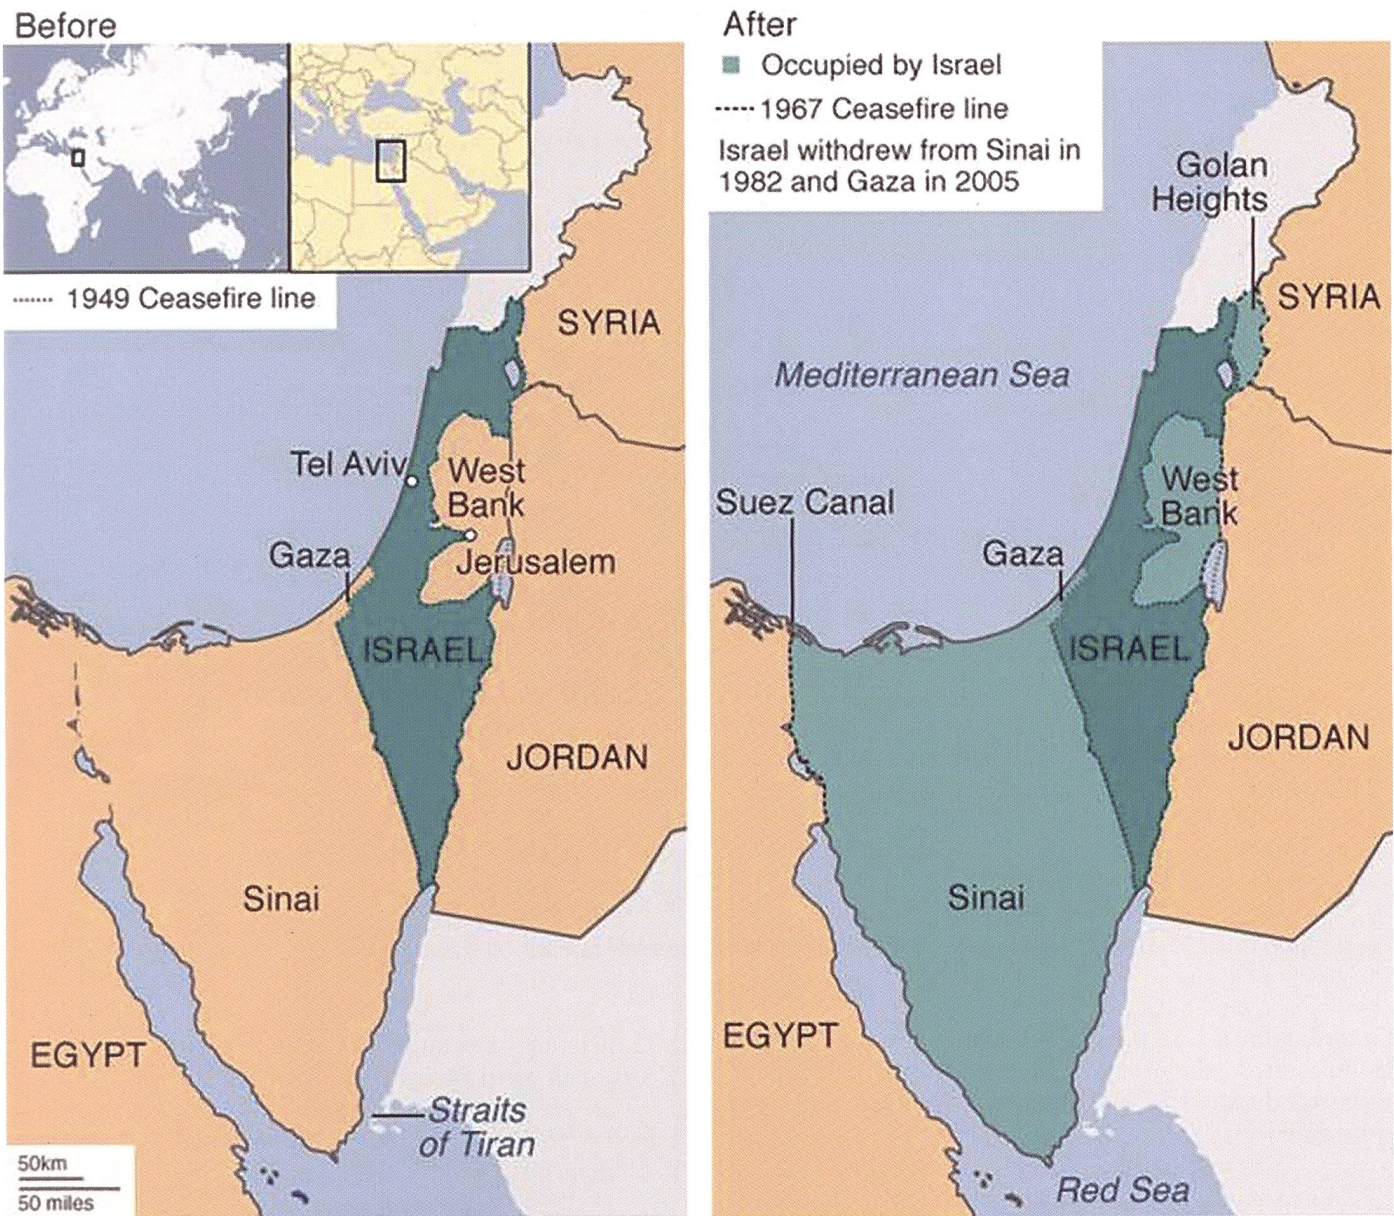 Before
1949 Ceasefire line
SYRIA
Tel Aviv
West
Bank
Gaza
Jerusalem
ISRAEL
JORDAN
Sinai
EGYPT
Straits
of Tiran
50km
50 miles
After
Occupied by Israel
1967 Ceasefire line
Israel withdrew from Sinai in
1982 and Gaza in 2005
Golan
Heights
SYRIA
Mediterranean Sea
West
Bank
Suez Canal
Gaza
ISRAEL
JORDAN
Sinai
EGYPT
Red Sea